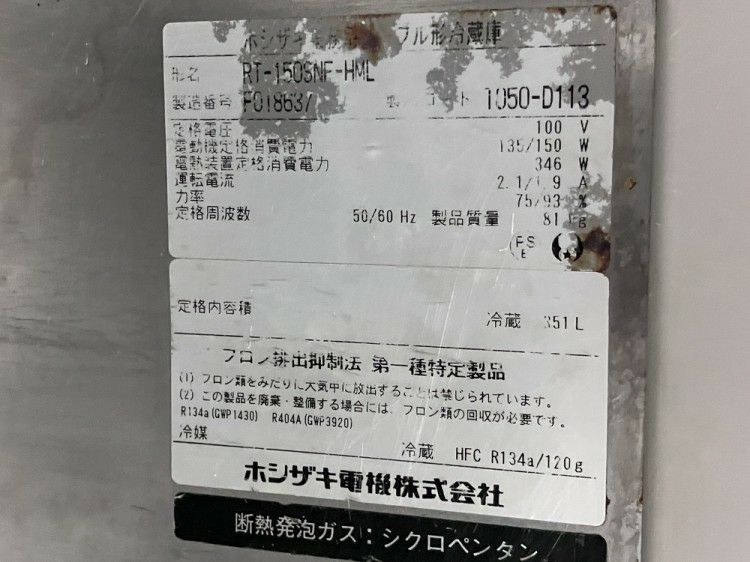 ホシザキ フル形冷蔵庫
形名 RT-150SNF-HML
製造番号 F01863/ 1050-D113
定格電圧 100 V
電動機定格消費電力 135/150 W
電熱装置定格消費電力 346 W
運転電流 2.1/1.9 A
力率 75/93 %
定格周波数 50/60 Hz 製品質量 81 kg
PS
E
定格内容積
冷蔵 351 L
フロン排出抑制法 第一種特定製品
(1) フロン類をみだりに大気中に放出することは禁じられています。
(2) この製品を廃棄・整備する場合には、フロン類の回収が必要です。
R134a(GWP1430) R404A(GWP3920)
冷媒
冷蔵 HFC R134a/120g
ホシザキ電機株式会社
断熱発泡ガス:シクロペンタン